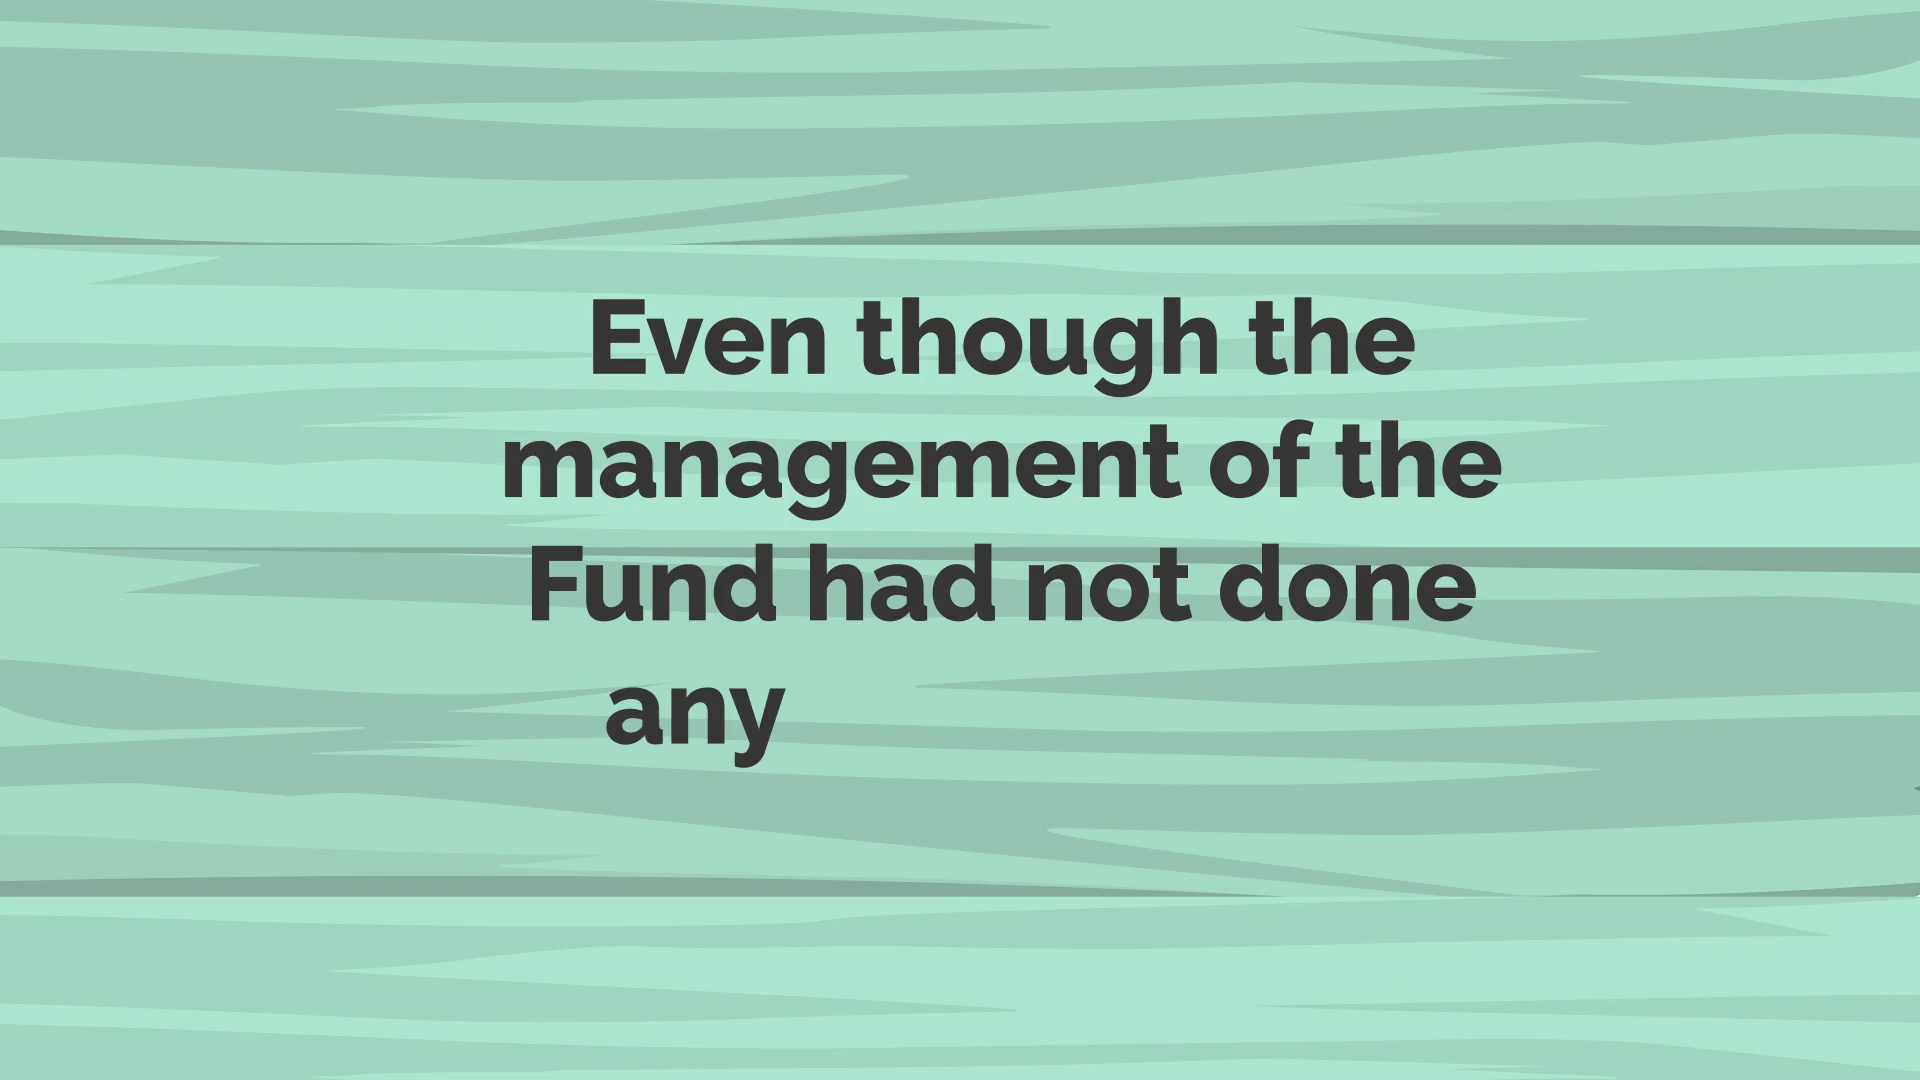 Even though the
management of the
Fund had not done
any